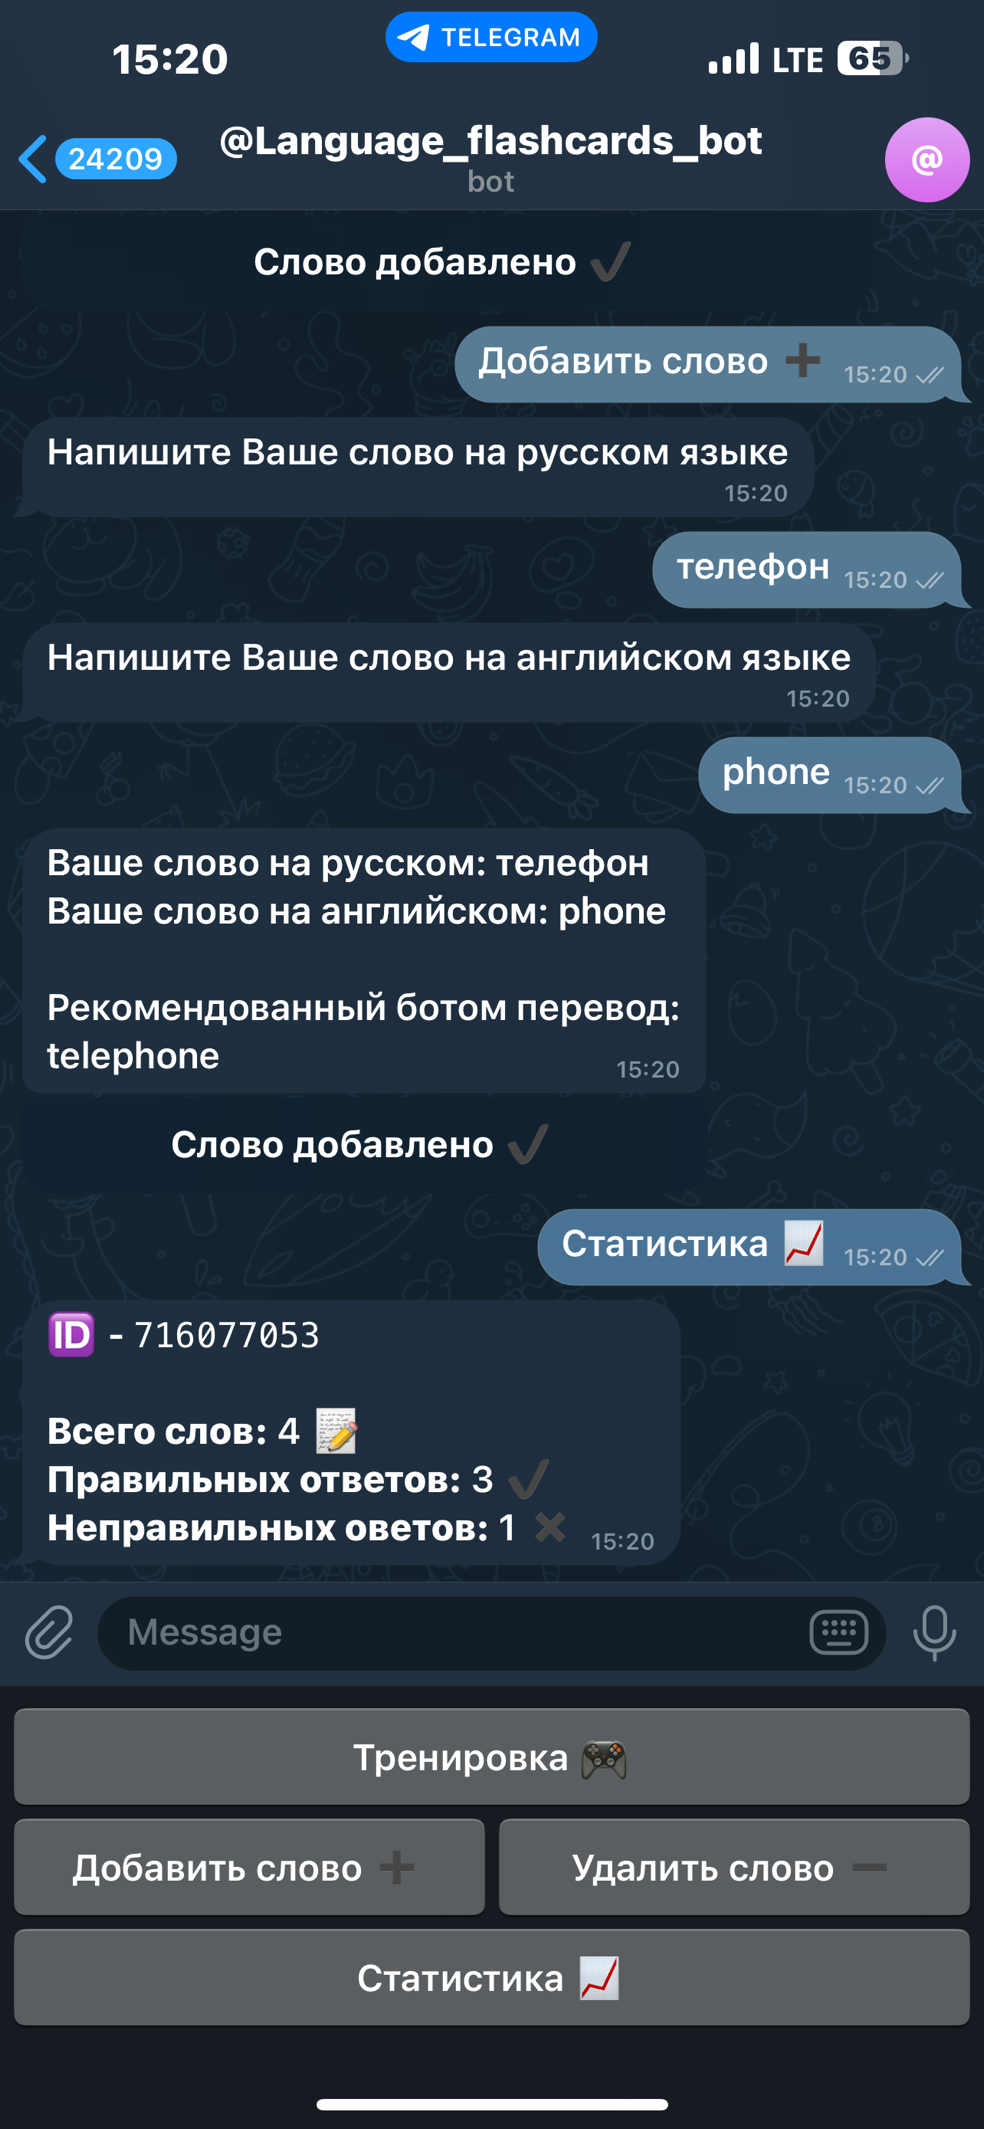 15:20
TELEGRAM
LTE
65
24209
@Language_flashcards_bot
bot
@
Слово добавлено ✔️
Добавить слово ➕ 15:20
Напишите Ваше слово на русском языке
15:20
телефон 15:20
Напишите Ваше слово на английском языке
15:20
phone 15:20
Ваше слово на русском: телефон
Ваше слово на английском: phone
Рекомендованный ботом перевод:
telephone 15:20
Слово добавлено ✔️
Статистика 📈 15:20
🆔 - 716077053
Всего слов: 4 📝
Правильных ответов: 3 ✔️
Неправильных оветов: 1 ✖️ 15:20
Message
Тренировка 🎮
Добавить слово ➕
Удалить слово ➖
Статистика 📈